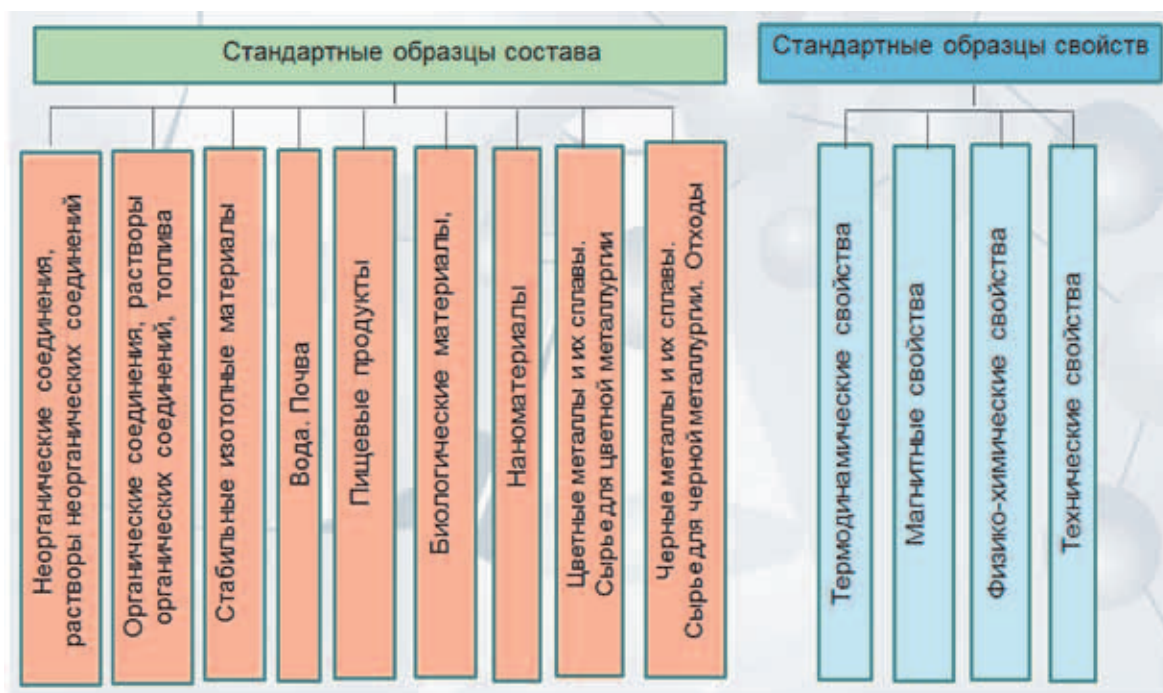 Стандартные образцы состава
Неорганические соединения,
растворы неорганических соединений
Органические соединения, растворы
органических соединений, топлива
Стабильные изотопные материалы
Вода. Почва
Пищевые продукты
Биологические материалы,
Наноматериалы
Цветные металлы и их сплавы.
Сырье для цветной металлургии
Черные металлы и их сплавы.
Сырье для черной металлургии. Отходы
Стандартные образцы свойств
Термодинамические свойства
Магнитные свойства
Физико-химические свойства
Технические свойства